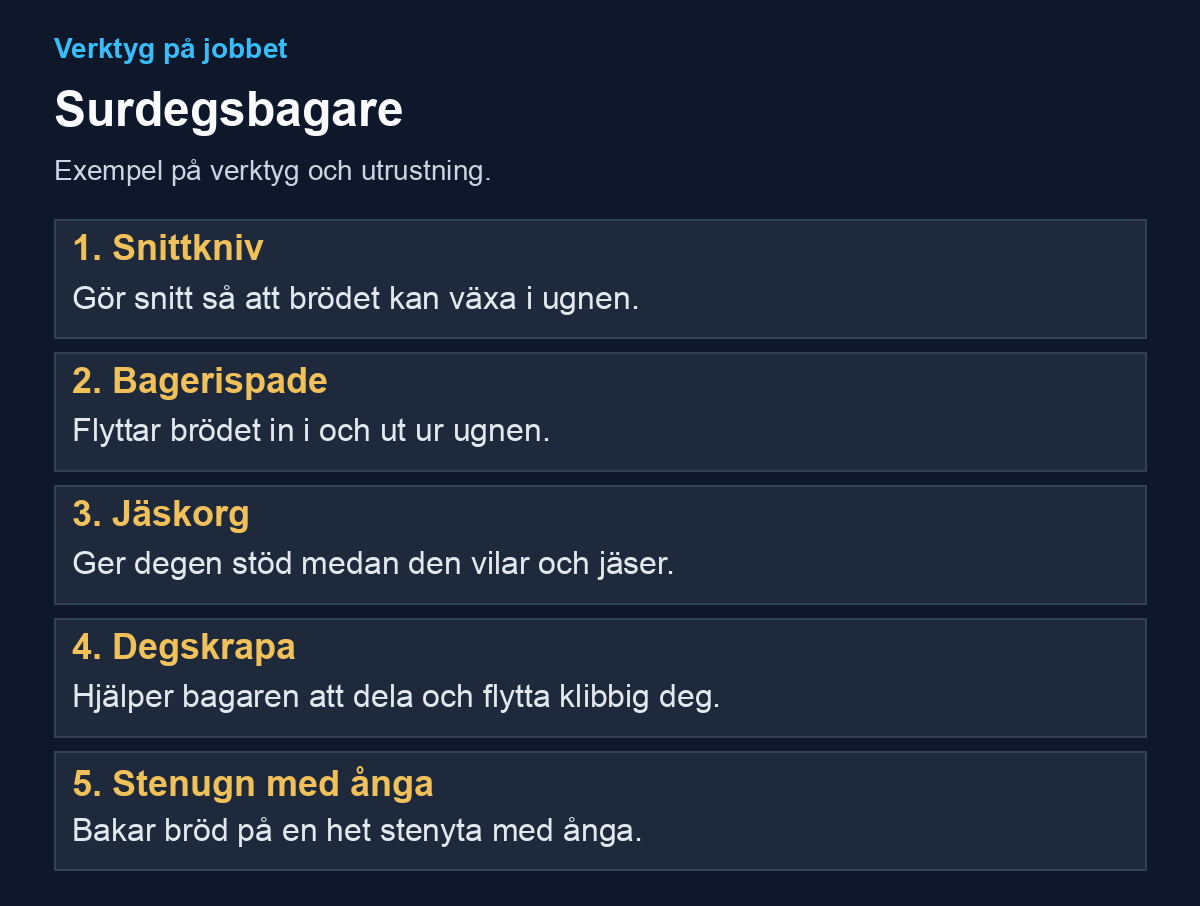 Verktyg på jobbet
Surdegsbagare
Exempel på verktyg och utrustning.
1. Snittkniv
Gör snitt så att brödet kan växa i ugnen.
2. Bagerispade
Flyttar brödet in i och ut ur ugnen.
3. Jäskorg
Ger degen stöd medan den vilar och jäser.
4. Degskrapa
Hjälper bagaren att dela och flytta klibbig deg.
5. Stenugn med ånga
Bakar bröd på en het stenyta med ånga.